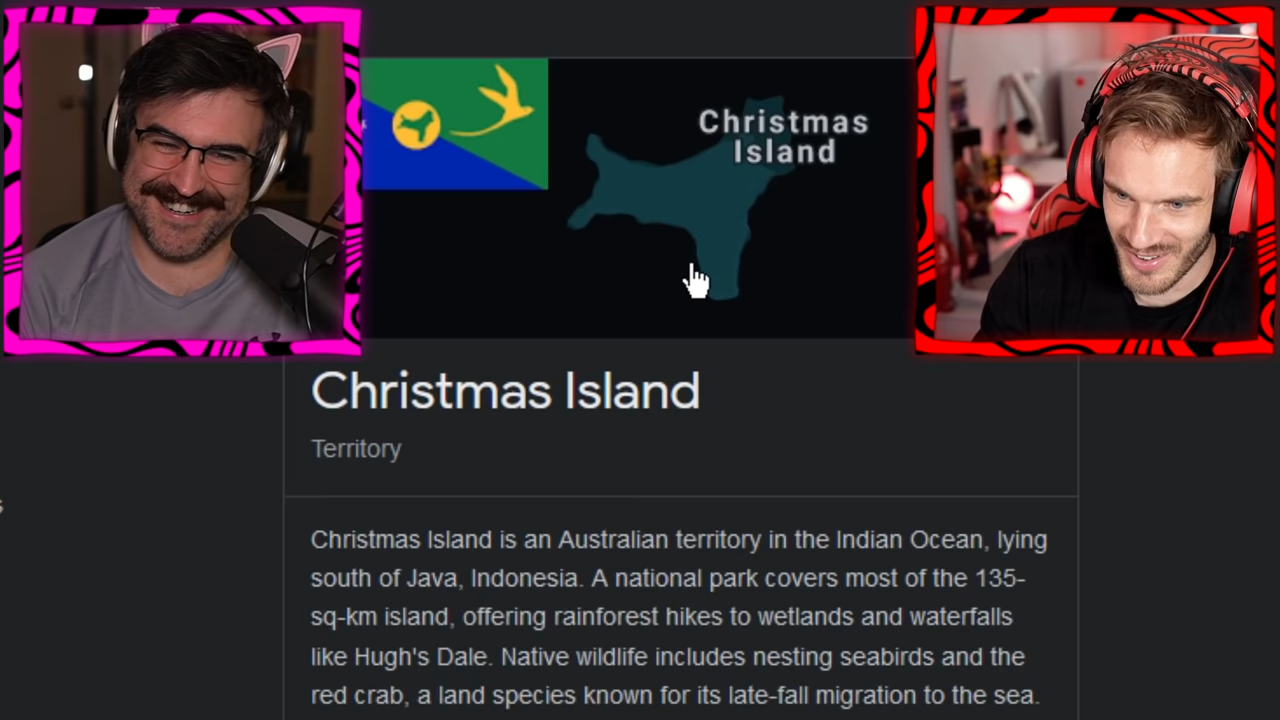 Christmas
Island
Christmas Island
Territory
Christmas Island is an Australian territory in the Indian Ocean, lying
south of Java, Indonesia. A national park covers most of the 135-
sq-km island, offering rainforest hikes to wetlands and waterfalls
like Hugh's Dale. Native wildlife includes nesting seabirds and the
red crab, a land species known for its late-fall migration to the sea.